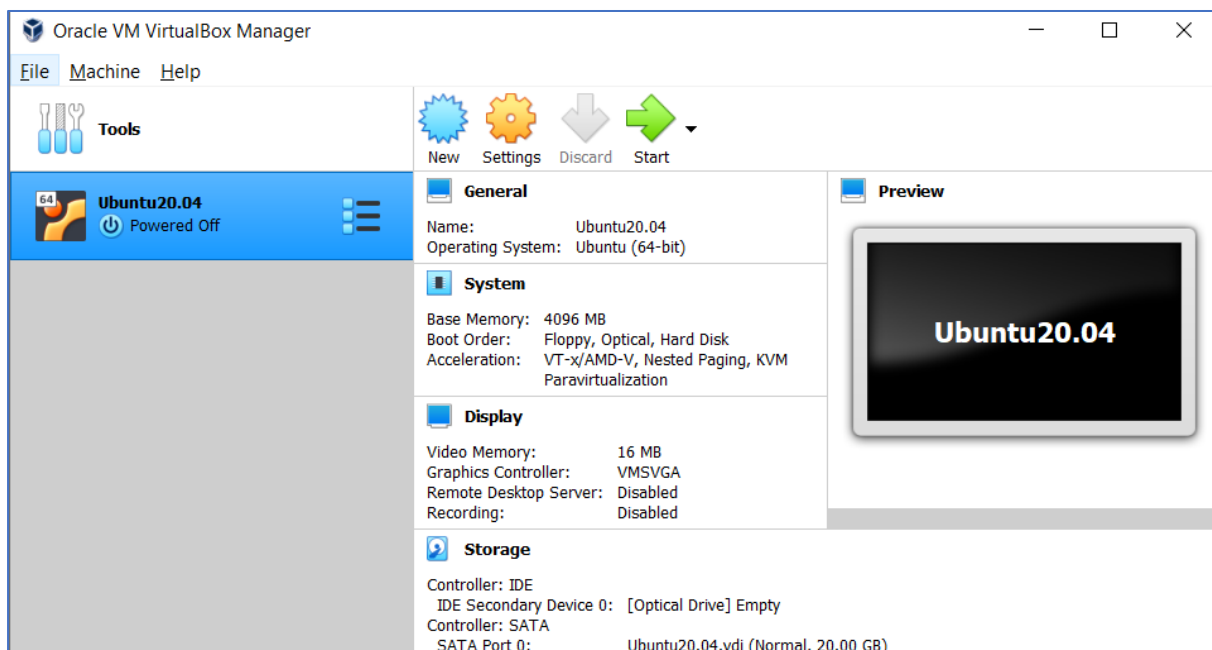 Oracle VM VirtualBox Manager
File Machine Help
Tools
New Settings Discard Start
64
Ubuntu20.04
Powered Off
General
Name: Ubuntu20.04
Operating System: Ubuntu (64-bit)
System
Base Memory: 4096 MB
Boot Order: Floppy, Optical, Hard Disk
Acceleration: VT-x/AMD-V, Nested Paging, KVM
Paravirtualization
Display
Video Memory: 16 MB
Graphics Controller: VMSVGA
Remote Desktop Server: Disabled
Recording: Disabled
Preview
Ubuntu20.04
Storage
Controller: IDE
IDE Secondary Device 0: [Optical Drive] Empty
Controller: SATA
SATA Port 0: Ubuntu20.04.vdi (Normal, 20.00 GB)